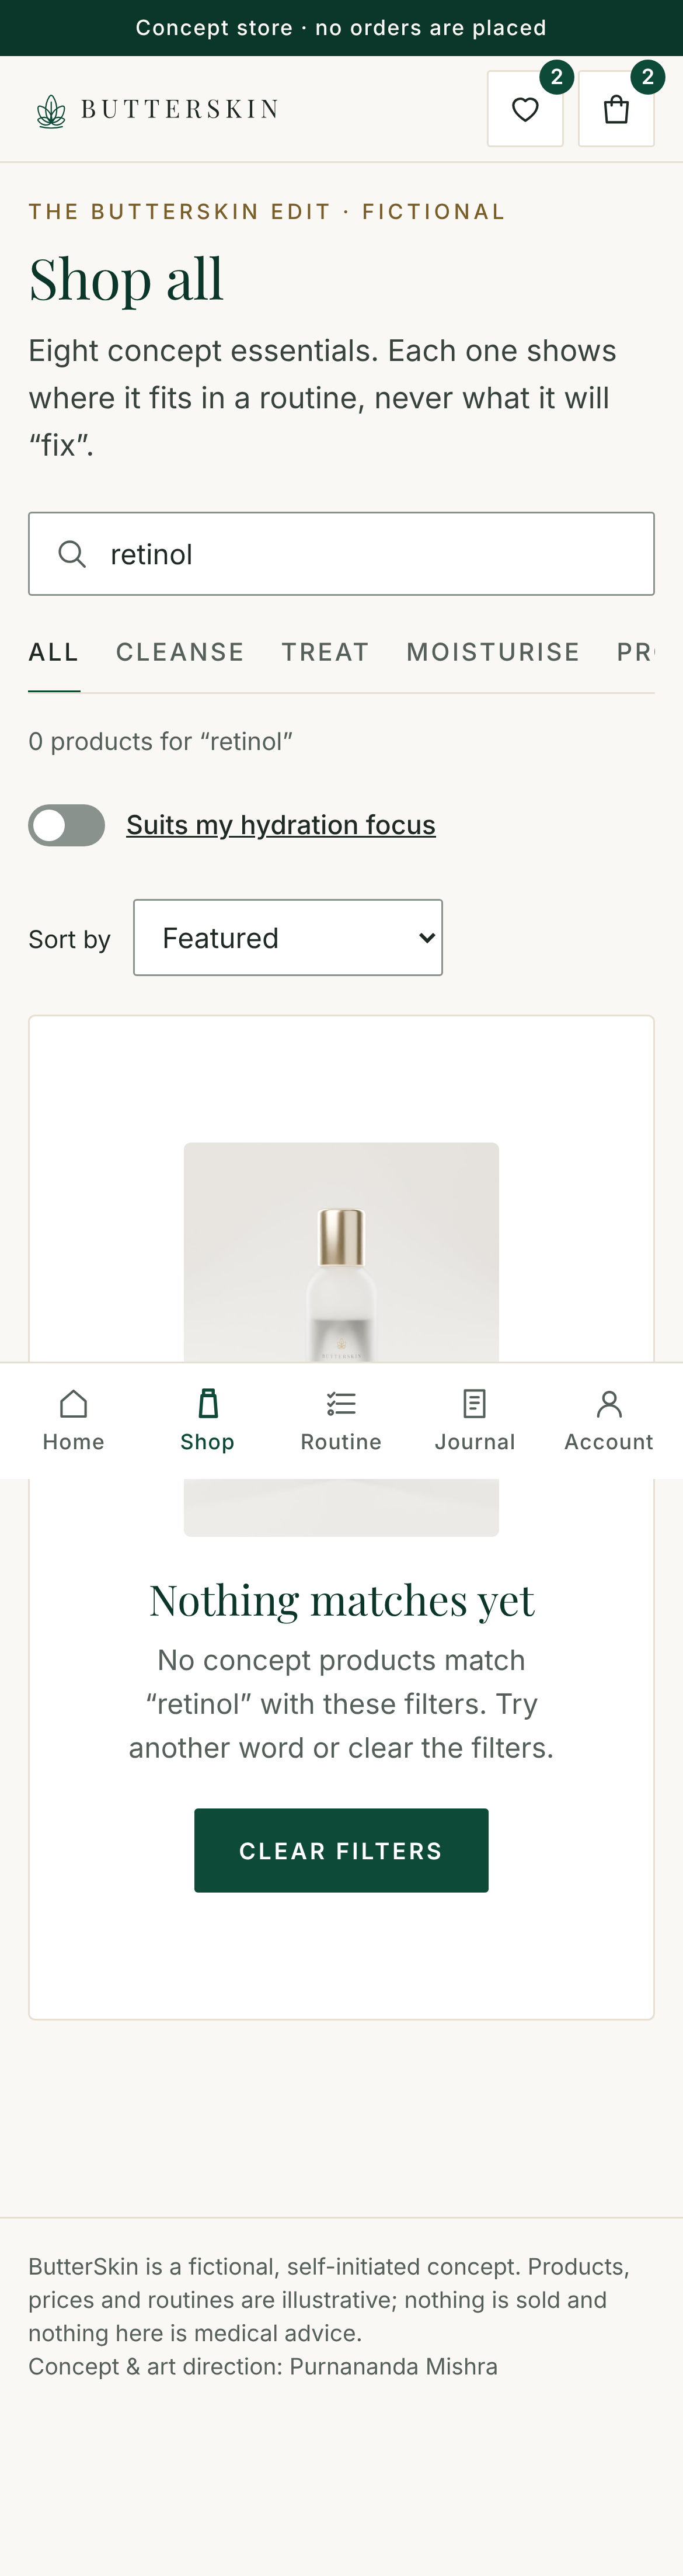 Concept store · no orders are placed
BUTTERSKIN
2
2
THE BUTTERSKIN EDIT · FICTIONAL
Shop all
Eight concept essentials. Each one shows
where it fits in a routine, never what it will
“fix”.
retinol
ALL CLEANSE TREAT MOISTURISE
0 products for “retinol”
Suits my hydration focus
Sort by Featured
BUTTERSKIN
Home Shop Routine Journal Account
Nothing matches yet
No concept products match
“retinol” with these filters. Try
another word or clear the filters.
CLEAR FILTERS
ButterSkin is a fictional, self-initiated concept. Products,
prices and routines are illustrative; nothing is sold and
nothing here is medical advice.
Concept & art direction: Purnananda Mishra